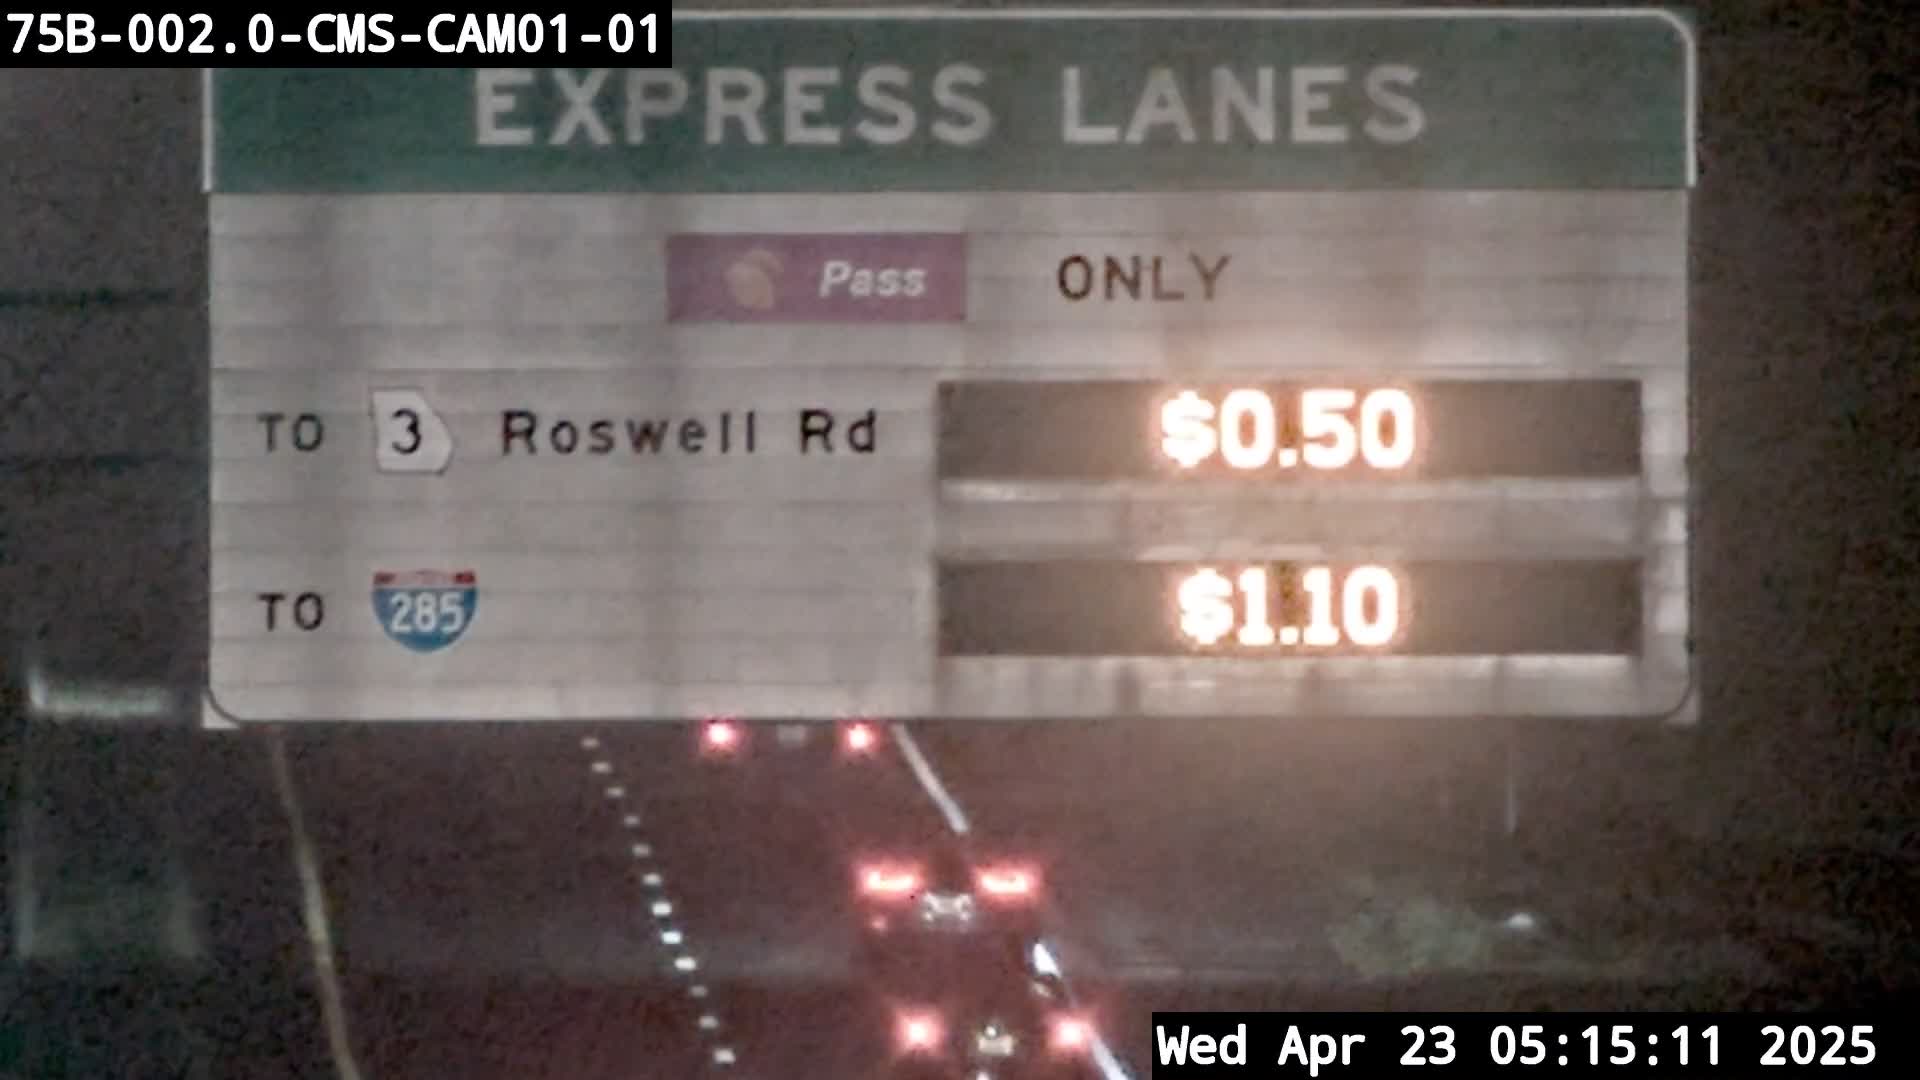 75B-002.0-CMS-CAM01-01
EXPRESS LANES
Pass ONLY
TO 3 Roswell Rd $0.50
TO 285 $1.10
Wed Apr 23 05:15:11 2025